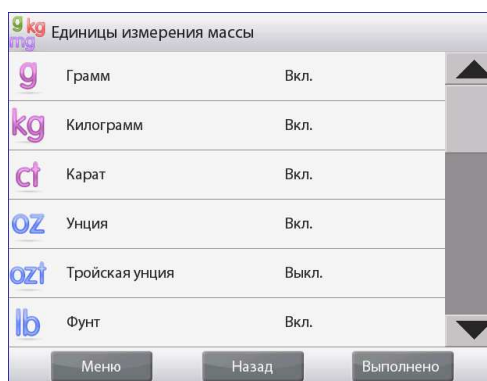 g kg mg Единицы измерения массы
g Грамм Вкл.
kg Килограмм Вкл.
ct Карат Вкл.
oz Унция Вкл.
ozt Тройская унция Выкл.
lb Фунт Вкл.
Меню Назад Выполнено